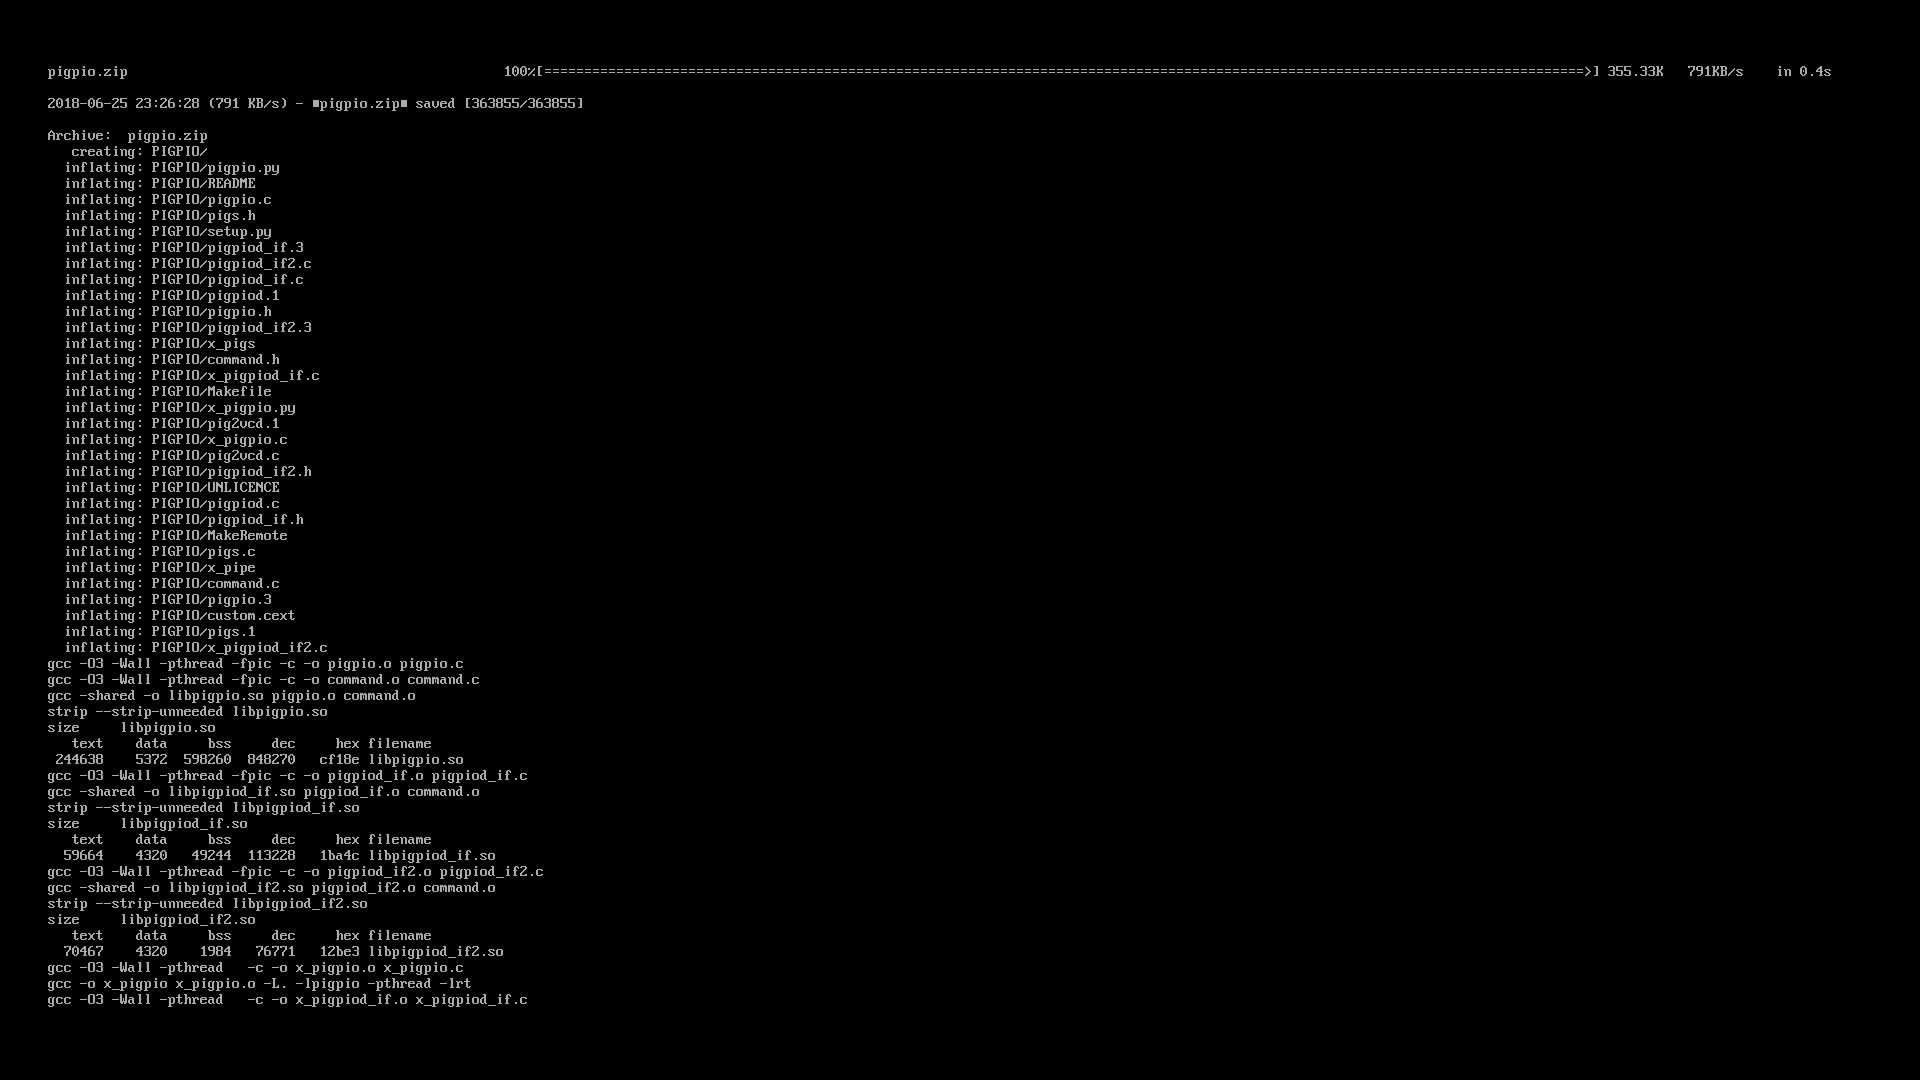 pigpio.zip 100%[==================================================================================================================================>] 355.33K 791KB/s in 0.4s
2018-06-25 23:26:28 (791 KB/s) - ■pigpio.zip■ saved [363855/363855]
Archive:  pigpio.zip
   creating: PIGPIO/
  inflating: PIGPIO/pigpio.py
  inflating: PIGPIO/README
  inflating: PIGPIO/pigpio.c
  inflating: PIGPIO/pigs.h
  inflating: PIGPIO/setup.py
  inflating: PIGPIO/pigpiod_if.3
  inflating: PIGPIO/pigpiod_if2.c
  inflating: PIGPIO/pigpiod_if.c
  inflating: PIGPIO/pigpiod.1
  inflating: PIGPIO/pigpio.h
  inflating: PIGPIO/pigpiod_if2.3
  inflating: PIGPIO/x_pigs
  inflating: PIGPIO/command.h
  inflating: PIGPIO/x_pigpiod_if.c
  inflating: PIGPIO/Makefile
  inflating: PIGPIO/x_pigpio.py
  inflating: PIGPIO/pig2vcd.1
  inflating: PIGPIO/x_pigpio.c
  inflating: PIGPIO/pig2vcd.c
  inflating: PIGPIO/pigpiod_if2.h
  inflating: PIGPIO/UNLICENCE
  inflating: PIGPIO/pigpiod.c
  inflating: PIGPIO/pigpiod_if.h
  inflating: PIGPIO/MakeRemote
  inflating: PIGPIO/pigs.c
  inflating: PIGPIO/x_pipe
  inflating: PIGPIO/command.c
  inflating: PIGPIO/pigpio.3
  inflating: PIGPIO/custom.cext
  inflating: PIGPIO/pigs.1
  inflating: PIGPIO/x_pigpiod_if2.c
gcc -O3 -Wall -pthread -fpic -c -o pigpio.o pigpio.c
gcc -O3 -Wall -pthread -fpic -c -o command.o command.c
gcc -shared -o libpigpio.so pigpio.o command.o
strip --strip-unneeded libpigpio.so
size     libpigpio.so
   text    data     bss     dec     hex filename
 244638    5372  598260  848270   cf18e libpigpio.so
gcc -O3 -Wall -pthread -fpic -c -o pigpiod_if.o pigpiod_if.c
gcc -shared -o libpigpiod_if.so pigpiod_if.o command.o
strip --strip-unneeded libpigpiod_if.so
size     libpigpiod_if.so
   text    data     bss     dec     hex filename
  59664    4320   49244  113228   1ba4c libpigpiod_if.so
gcc -O3 -Wall -pthread -fpic -c -o pigpiod_if2.o pigpiod_if2.c
gcc -shared -o libpigpiod_if2.so pigpiod_if2.o command.o
strip --strip-unneeded libpigpiod_if2.so
size     libpigpiod_if2.so
   text    data     bss     dec     hex filename
  70467    4320    1984   76771   12be3 libpigpiod_if2.so
gcc -O3 -Wall -pthread   -c -o x_pigpio.o x_pigpio.c
gcc -o x_pigpio x_pigpio.o -L. -lpigpio -pthread -lrt
gcc -O3 -Wall -pthread   -c -o x_pigpiod_if.o x_pigpiod_if.c